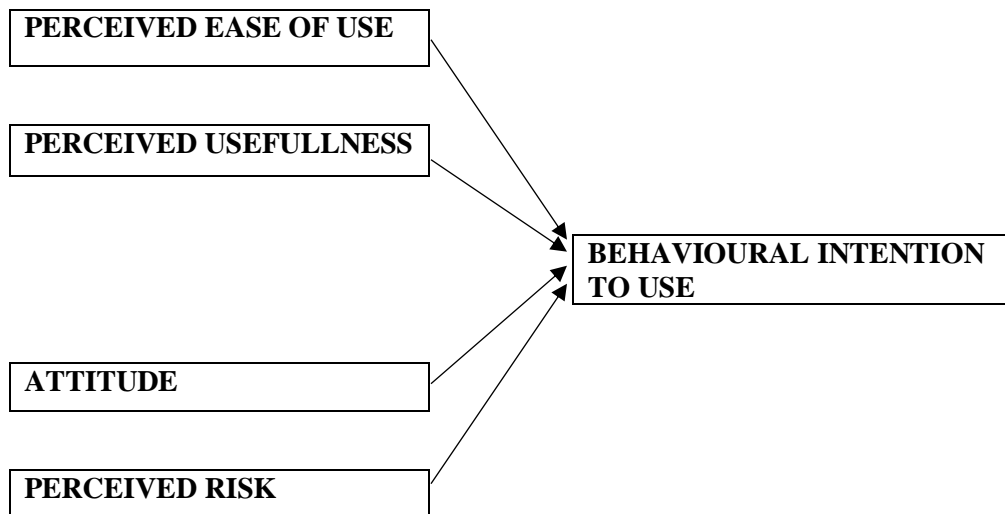 PERCEIVED EASE OF USE
PERCEIVED USEFULLNESS
BEHAVIOURAL INTENTION
TO USE
ATTITUDE
PERCEIVED RISK